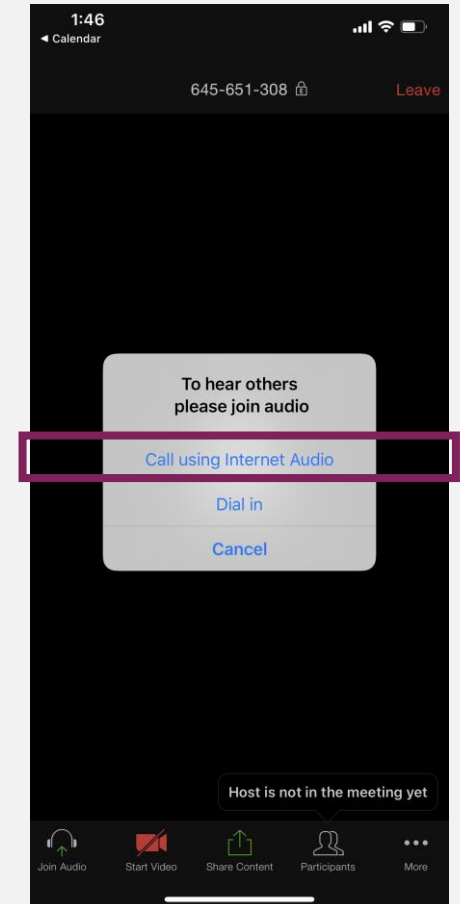 1:46
◄ Calendar
645-651-308
Leave
To hear others
please join audio
Call using Internet Audio
Dial in
Cancel
Host is not in the meeting yet
Join Audio
Start Video
Share Content
Participants
More